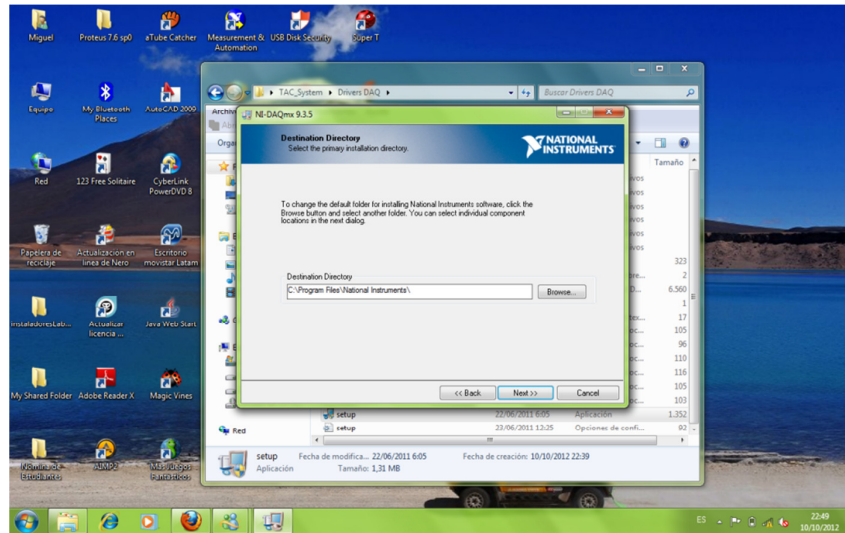 Miguel
Proteus 7.6 sp0
aTube Catcher
Measurement & Automation
USB Disk Security
super T
Equipo
My Bluetooth Places
AutoCAD 2009
Red
123 Free Solitaire
CyberLink PowerDVD 8
Papelera de reciclaje
Actualizacion en linea de Nero
Escritorio movistar Latam
InstaladoresLab...
Actualizar licencia ...
Java Web Start
My Shared Folder
Adobe Reader X
Magic Vines
Nomina de Estudiantes
AIMP2
Mas Juegos Fantasticos
TAC_System
Drivers DAQ
Buscar Drivers DAQ
Archiv
Orga
Tamaño
NI-DAQmx 9.3.5
Destination Directory
Select the primary installation directory.
NATIONAL
INSTRUMENTS
To change the default folder for installing National Instruments software, click the
Browse button and select another folder. You can select individual component
locations in the next dialog.
Destination Directory
C:\Program Files\National Instruments\
Browse...
<< Back
Next >>
Cancel
323
2
6.560
1
17
105
96
110
116
105
103
setup 22/06/2011 6:05 Aplicación 1.352
setup 23/06/2011 12:25 Opciones de confi... 92
Red
setup Fecha de modifica... 22/06/2011 6:05 Fecha de creación: 10/10/2012 22:39
Aplicación Tamaño: 1,31 MB
ES
22:49
10/10/2012